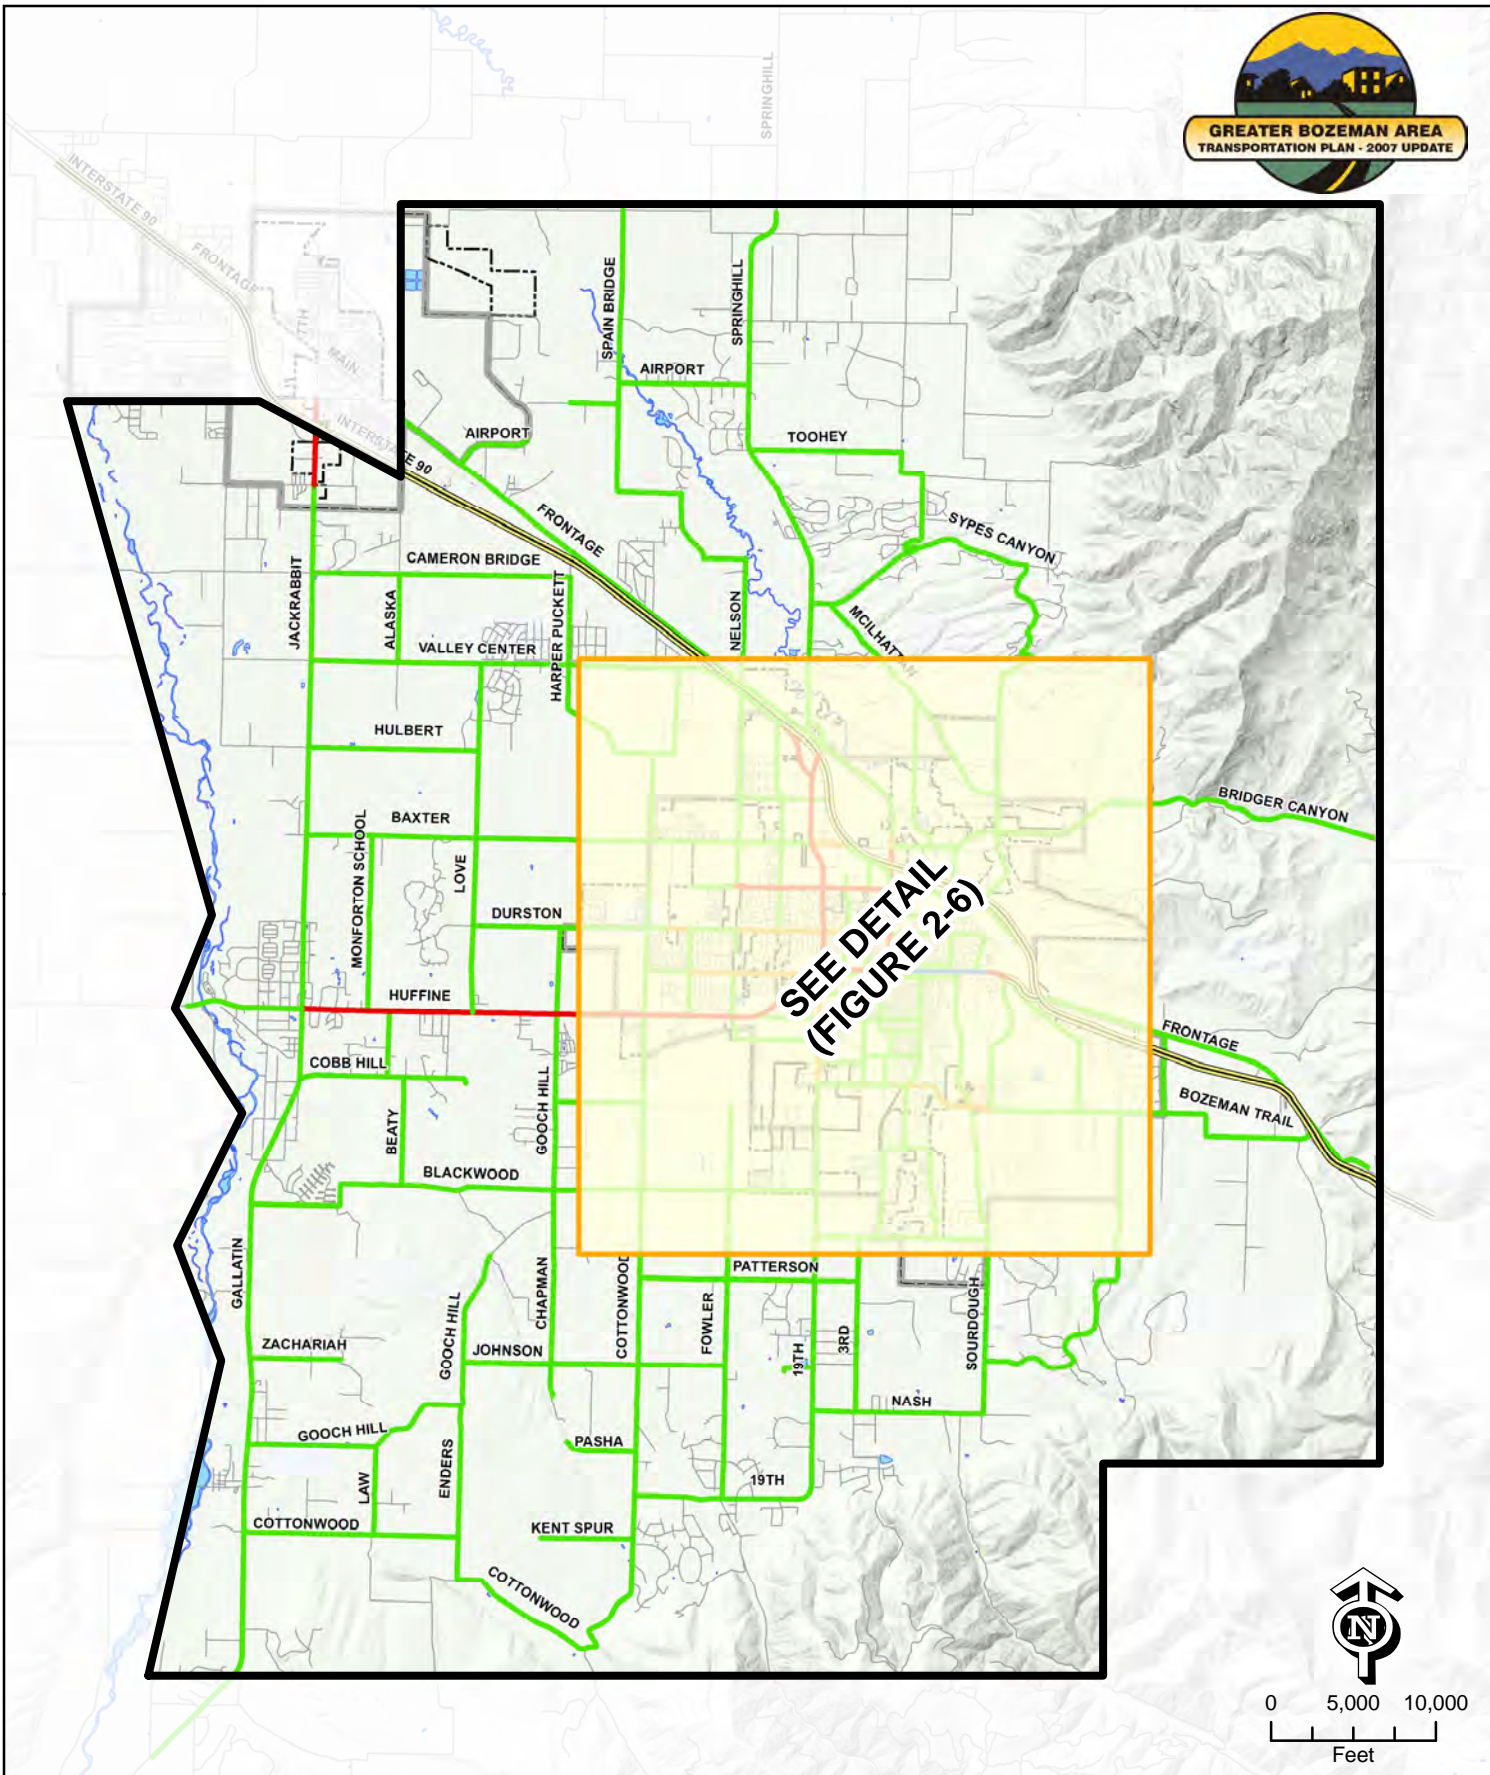 SPRINGHILL
GREATER BOZEMAN AREA
TRANSPORTATION PLAN - 2007 UPDATE
INTERSTATE 90
FRONTAGE
7TH
MAIN
INTERSTATE 90
SPAIN BRIDGE
SPRINGHILL
AIRPORT
AIRPORT
TOOHEY
FRONTAGE
SYPES CANYON
CAMERON BRIDGE
JACKRABBIT
ALASKA
HARPER PUCKETT
NELSON
MCILHATTAN
VALLEY CENTER
HULBERT
BRIDGER CANYON
BAXTER
MONFORTON SCHOOL
LOVE
DURSTON
SEE DETAIL
(FIGURE 2-6)
HUFFINE
FRONTAGE
COBB HILL
BOZEMAN TRAIL
BEATY
GOOCH HILL
BLACKWOOD
GALLATIN
PATTERSON
CHAPMAN
COTTONWOOD
GOOCH HILL
FOWLER
19TH
3RD
SOURDOUGH
ZACHARIAH
JOHNSON
NASH
GOOCH HILL
PASHA
ENDERS
LAW
19TH
COTTONWOOD
KENT SPUR
COTTONWOOD
N
0 5,000 10,000
Feet